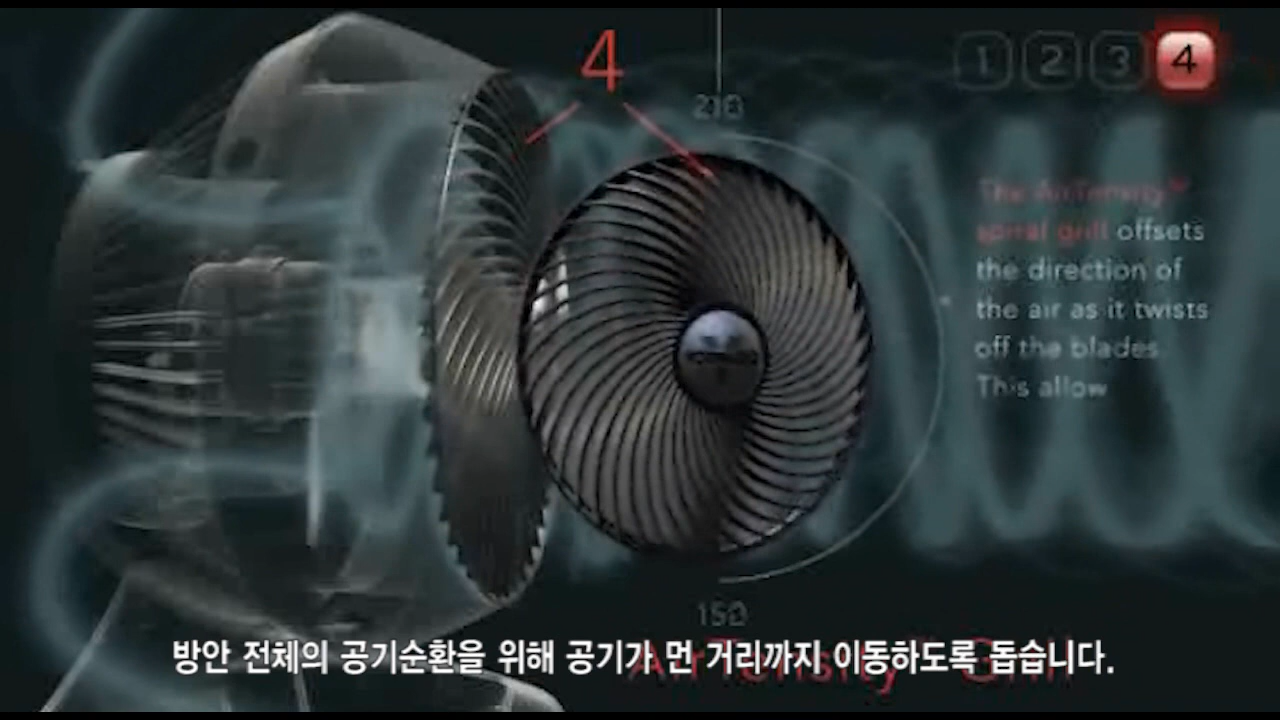 4
1 2 3 4
210
The AirTensity™
spiral grill offsets
the direction of
the air as it twists
off the blades.
This allow
150
AirTensity™ Grill
방안 전체의 공기순환을 위해 공기가 먼 거리까지 이동하도록 돕습니다.